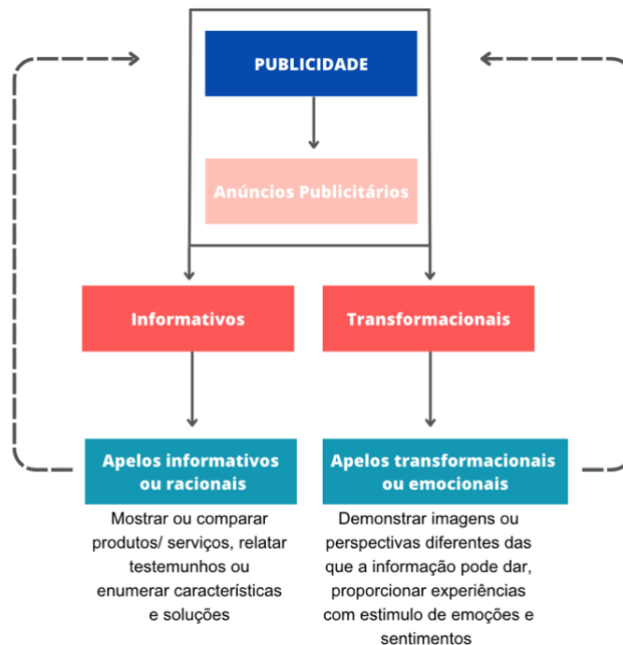 PUBLICIDADE
Anúncios Publicitários
Informativos
Transformacionais
Apelos informativos
ou racionais
Mostrar ou comparar
produtos/ serviços, relatar
testemunhos ou
enumerar características
e soluções
Apelos transformacionais
ou emocionais
Demonstrar imagens ou
perspectivas diferentes das
que a informação pode dar,
proporcionar experiências
com estimulo de emoções e
sentimentos